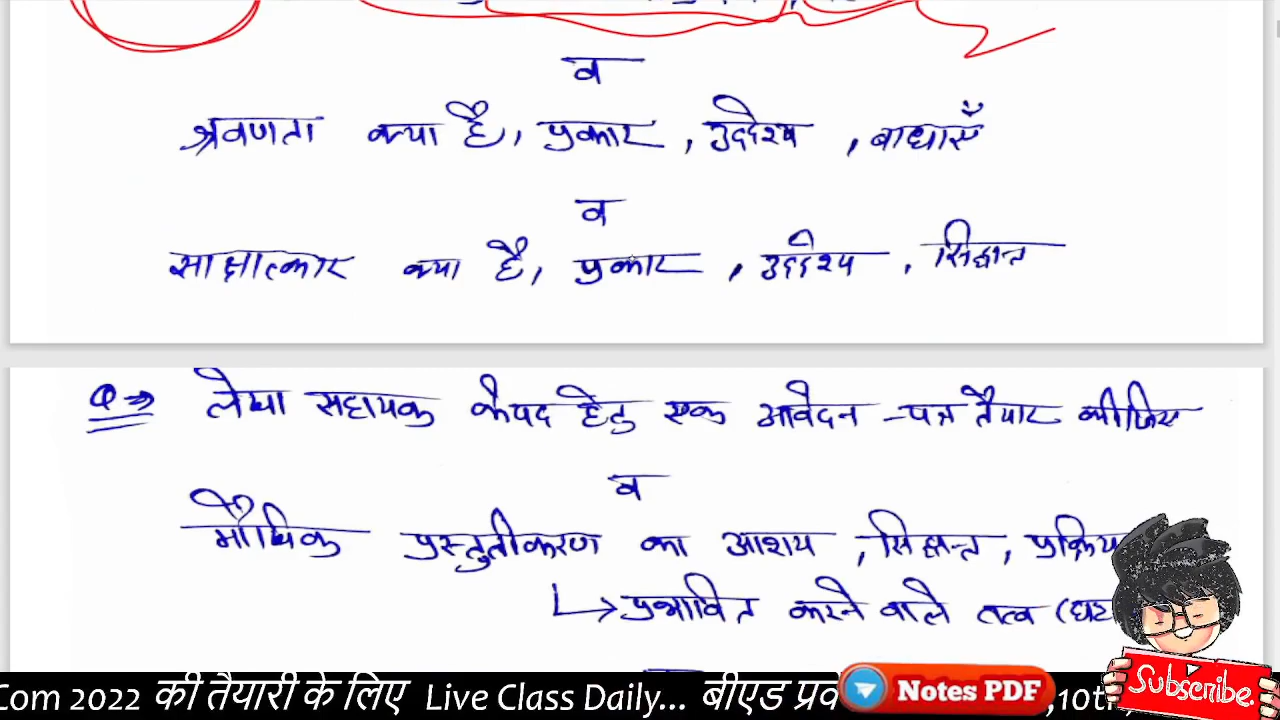 व
श्रवणता क्या है, प्रकार, उद्देश्य, बाधाएँ
व
साक्षात्कार क्या है, प्रकार, उद्देश्य, सिद्धान्त
Q⇒ लेखा सहायक के पद हेतु एक आवेदन-पत्र तैयार कीजिए
व
मौखिक प्रस्तुतीकरण का आशय, सिद्धान्त,
↳ प्रभावित करने वाले तत्व
Com 2022 की तैयारी के लिए Live Class Daily... बीएड
Notes PDF
,10th
Subscribe.